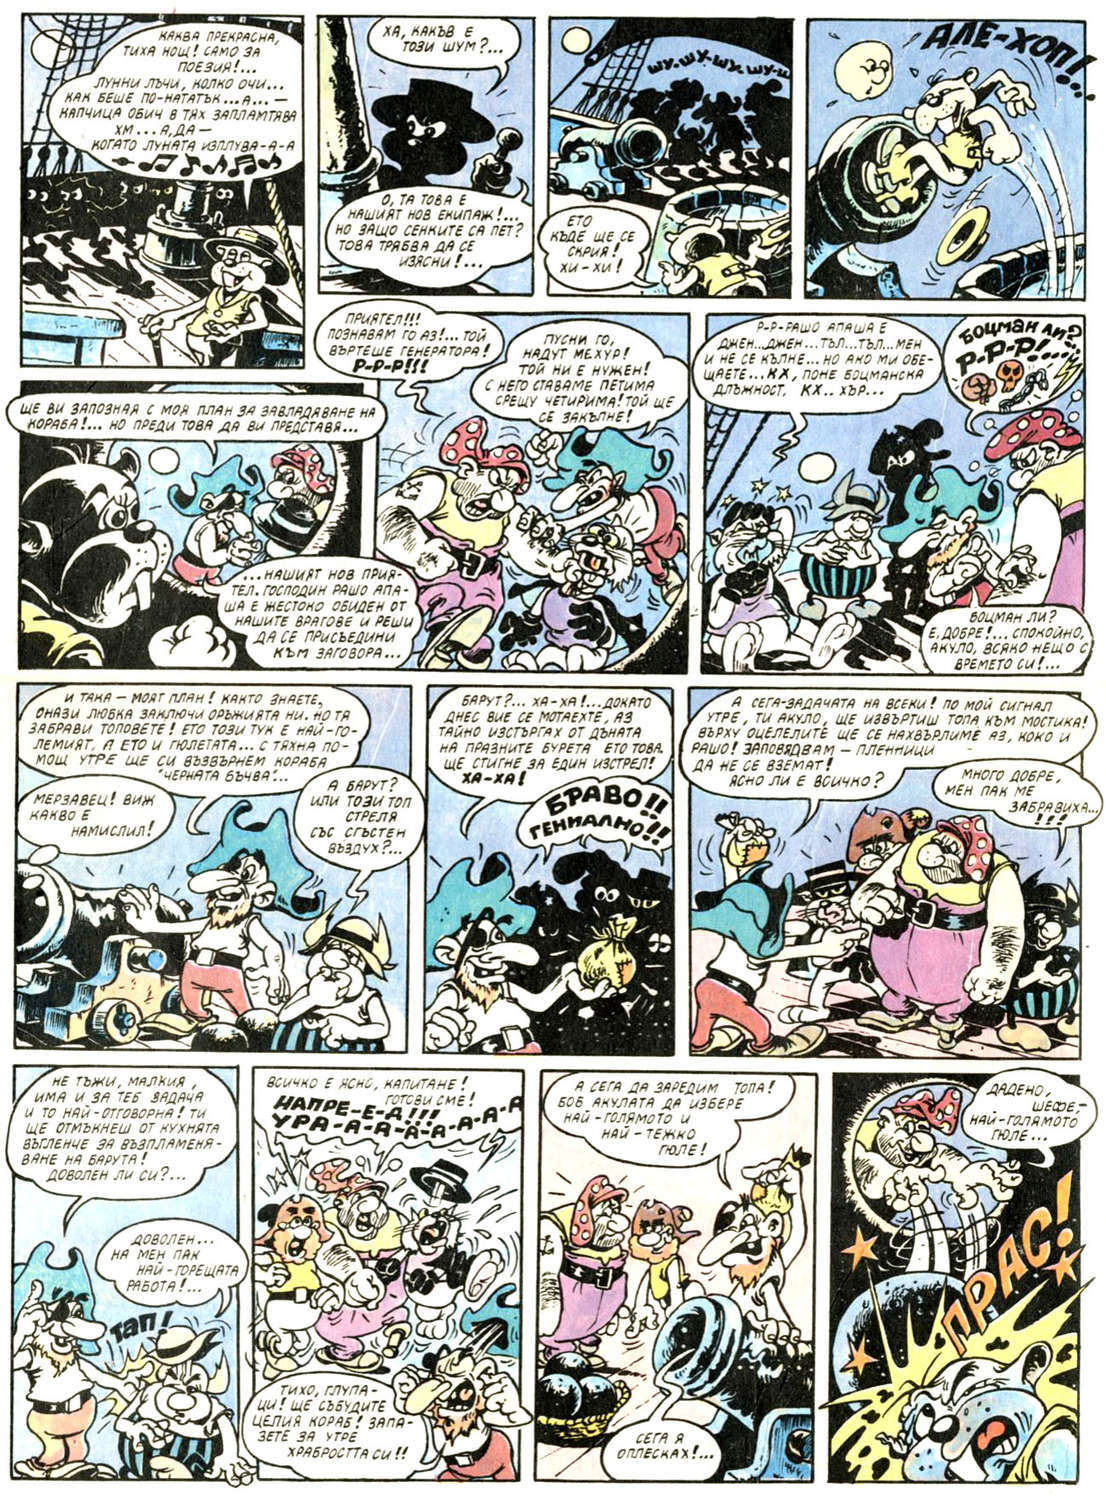 КАКВА ПРЕКРАСНА,
ТИХА НОЩ! САМО ЗА
ПОЕЗИЯ!...
ЛУННИ ЛЪЧИ, КОЛКО ОЧИ...
КАК БЕШЕ ПО-НАТАТЪК...А...—
КАПЧИЦА ОБИЧ В ТЯХ ЗАПЛАМТЯВА
ХМ...А,ДА—
КОГАТО ЛУНАТА ИЗПЛУВА-А-А
ХА, КАКЪВ Е
ТОЗИ ШУМ?...
О, ТА ТОВА Е
НАШИЯТ НОВ ЕКИПАЖ!...
НО ЗАЩО СЕНКИТЕ СА ПЕТ?
ТОВА ТРЯБВА ДА СЕ
ИЗЯСНИ!...
ШУ-ШУ-ШУ-ШУ-Ш
ЕТО
КЪДЕ ЩЕ СЕ
СКРИЯ!
ХИ-ХИ!
АЛЕ-ХОП!
ЩЕ ВИ ЗАПОЗНАЯ С МОЯ ПЛАН ЗА ЗАВЛАДЯВАНЕ НА
КОРАБА!... НО ПРЕДИ ТОВА ДА ВИ ПРЕДСТАВЯ...
...НАШИЯТ НОВ ПРИЯ-
ТЕЛ. ГОСПОДИН РАШО АПА-
ША Е ЖЕСТОКО ОБИДЕН ОТ
НАШИТЕ ВРАГОВЕ И РЕШИ
ДА СЕ ПРИСЪЕДИНИ
КЪМ ЗАГОВОРА...
ПРИЯТЕЛ!!!
ПОЗНАВАМ ГО АЗ!...ТОЙ
ВЪРТЕШЕ ГЕНЕРАТОРА!
Р-Р-Р!!!
ПУСНИ ГО,
НАДУТ МЕХУР!
ТОЙ НИ Е НУЖЕН!
С НЕГО СТАВАМЕ ПЕТИМА
СРЕЩУ ЧЕТИРИМА! ТОЙ ЩЕ
СЕ ЗАКЪЛНЕ!
Р-Р-РАШО АПАША Е
ДЖЕН...ДЖЕН...ТЪЛ...ТЪЛ...МЕН
И НЕ СЕ КЪЛНЕ...НО АКО МИ ОБЕ-
ЩАЕТЕ...КХ, ПОНЕ БОЦМАНСКА
ДЛЪЖНОСТ, КХ..ХЪР...
БОЦМАН ЛИ?
Р-Р-Р!...
БОЦМАН ЛИ?
Е, ДОБРЕ!...СПОКОЙНО,
АКУЛО, ВСЯКО НЕЩО С
ВРЕМЕТО СИ!...
И ТАКА — МОЯТ ПЛАН! КАКТО ЗНАЕТЕ,
ОНАЗИ ЛЮБКА ЗАКЛЮЧИ ОРЪЖИЯТА НИ. НО ТЯ
ЗАБРАВИ ТОПОВЕТЕ! ЕТО ТОЗИ ТУК Е НАЙ-ГО-
ЛЕМИЯТ, А ЕТО И ГЮЛЕТАТА... С ТЯХНА ПО-
МОЩ УТРЕ ЩЕ СИ ВЪЗВЪРНЕМ КОРАБА
"ЧЕРНАТА БЪЧВА"...
МЕРЗАВЕЦ! ВИЖ
КАКВО Е
НАМИСЛИЛ!
А БАРУТ?
ИЛИ ТОЗИ ТОП
СТРЕЛЯ
СЪС СГЪСТЕН
ВЪЗДУХ?...
БАРУТ?... ХА-ХА!...ДОКАТО
ДНЕС ВИЕ СЕ МОТАЕХТЕ, АЗ
ТАЙНО ИЗСТЪРГАХ ОТ ДЪНАТА
НА ПРАЗНИТЕ БУРЕТА ЕТО ТОВА.
ЩЕ СТИГНЕ ЗА ЕДИН ИЗСТРЕЛ!
ХА-ХА!
БРАВО!!
ГЕНИАЛНО!!
А СЕГА-ЗАДАЧАТА НА ВСЕКИ! ПО МОЙ СИГНАЛ
УТРЕ, ТИ АКУЛО, ЩЕ ИЗВЪРТИШ ТОПА КЪМ МОСТИКА!
ВЪРХУ ОЦЕЛЕЛИТЕ ЩЕ СЕ НАХВЪРЛИМЕ АЗ, КОКО И
РАШО! ЗАПОВЯДВАМ — ПЛЕННИЦИ
ДА НЕ СЕ ВЗЕМАТ!
ЯСНО ЛИ Е ВСИЧКО?
МНОГО ДОБРЕ,
МЕН ПАК МЕ
ЗАБРАВИХА...
!!!
НЕ ТЪЖИ, МАЛКИЯ,
ИМА И ЗА ТЕБ ЗАДАЧА
И ТО НАЙ-ОТГОВОРНА! ТИ
ЩЕ ОТМЪКНЕШ ОТ КУХНЯТА
ВЪГЛЕНЧЕ ЗА ВЪЗПЛАМЕНЯ-
ВАНЕ НА БАРУТА!
ДОВОЛЕН ЛИ СИ?...
ДОВОЛЕН...
НА МЕН ПАК
НАЙ-ГОРЕЩАТА
РАБОТА!...
ТАП!
ВСИЧКО Е ЯСНО, КАПИТАНЕ!
ГОТОВИ СМЕ!
НАПРЕ-Е-Д!!!
УРА-А-А-А-А-А-А
ТИХО, ГЛУПА-
ЦИ! ЩЕ СЪБУДИТЕ
ЦЕЛИЯ КОРАБ! ЗАПА-
ЗЕТЕ ЗА УТРЕ
ХРАБРОСТТА СИ!!
А СЕГА ДА ЗАРЕДИМ ТОПА!
БОБ АКУЛАТА ДА ИЗБЕРЕ
НАЙ-ГОЛЯМОТО И
НАЙ-ТЕЖКО
ГЮЛЕ!
СЕГА Я
ОПЛЕСКАХ!...
ДАДЕНО,
ШЕФЕ,-
НАЙ-ГОЛЯМОТО
ГЮЛЕ...
ПРАС!